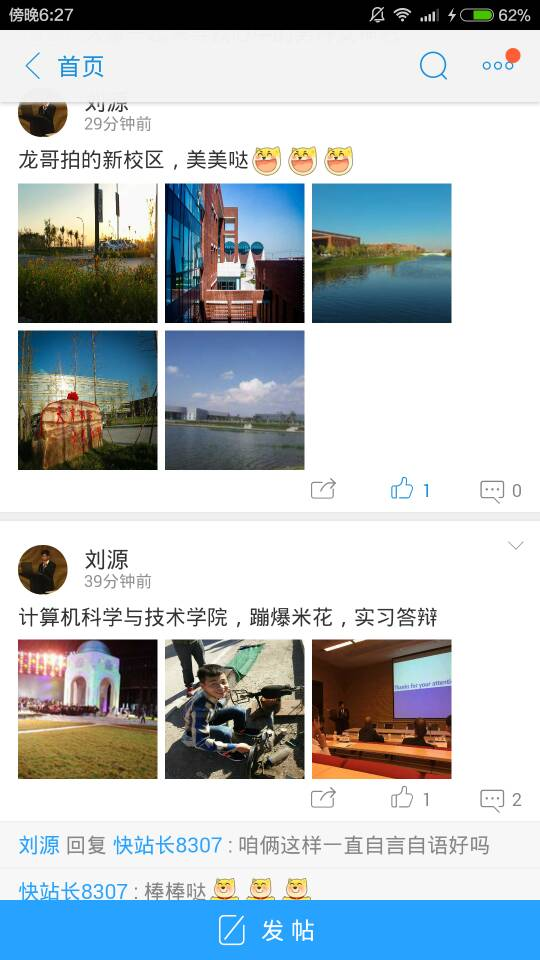 傍晚6:27
62%
首页
刘源
29分钟前
龙哥拍的新校区，美美哒
1
0
刘源
39分钟前
计算机科学与技术学院，蹦爆米花，实习答辩
Thanks for your attenti
1
2
刘源 回复 快站长8307 : 咱俩这样一直自言自语好吗
快站长8307 : 棒棒哒
发帖